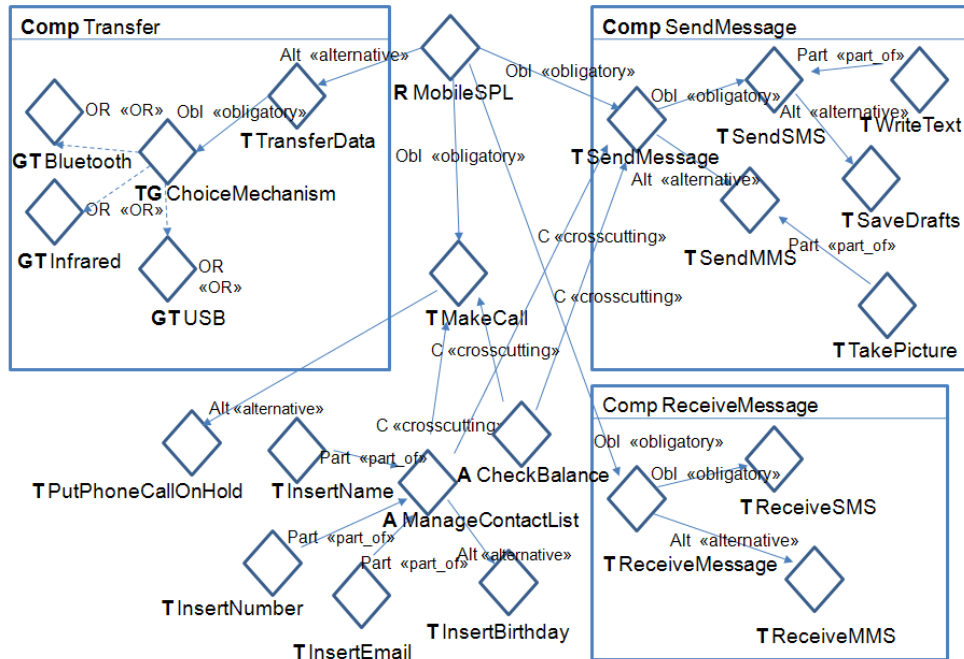 Comp Transfer
Comp SendMessage
Alt «alternative»
R MobileSPL
Obl «obligatory»
Part «part_of»
OR «OR»
Obl «obligatory»
T TransferData
Obl «obligatory»
Alt «alternative»
T SendSMS
T WriteText
GT Bluetooth
TG ChoiceMechanism
Obl «obligatory»
T SendMessage
Alt «alternative»
OR «OR»
T SaveDrafts
GT Infrared
C «crosscutting»
T SendMMS
Part «part_of»
OR
«OR»
GT USB
T MakeCall
C «crosscutting»
T TakePicture
C «crosscutting»
Alt «alternative»
C «crosscutting»
Comp ReceiveMessage
Obl «obligatory»
Part «part_of»
Obl «obligatory»
T PutPhoneCallOnHold
T InsertName
A CheckBalance
T ReceiveSMS
A ManageContactList
Part «part_of»
Part «part_of»
Alt «alternative»
Alt «alternative»
T ReceiveMessage
T InsertNumber
T InsertEmail
T InsertBirthday
T ReceiveMMS